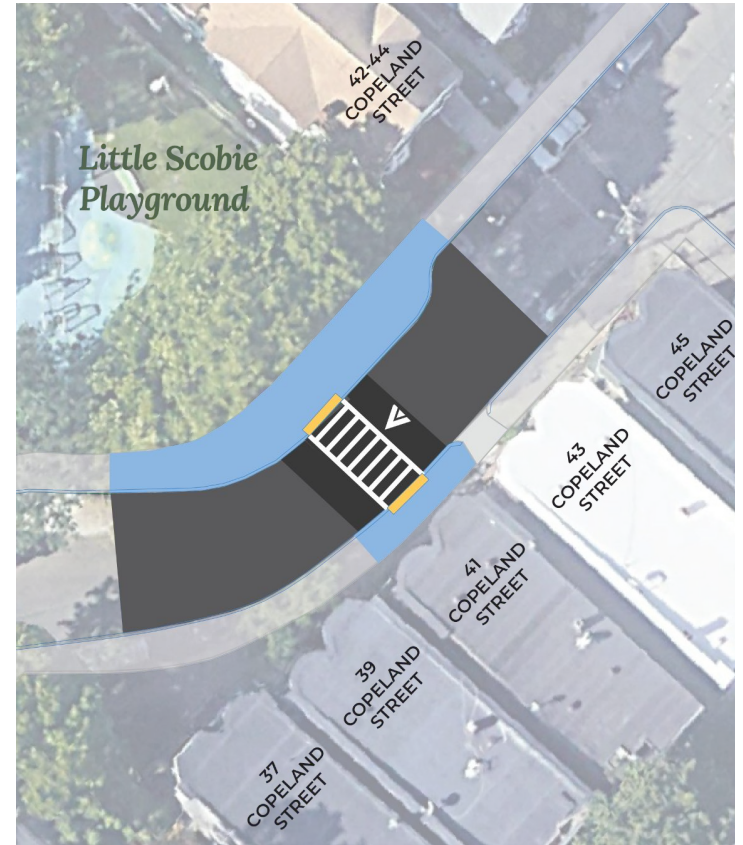 42-44
COPELAND
STREET
Little Scobie
Playground
45
COPELAND
STREET
43
COPELAND
STREET
41
COPELAND
STREET
39
COPELAND
STREET
37
COPELAND
STREET